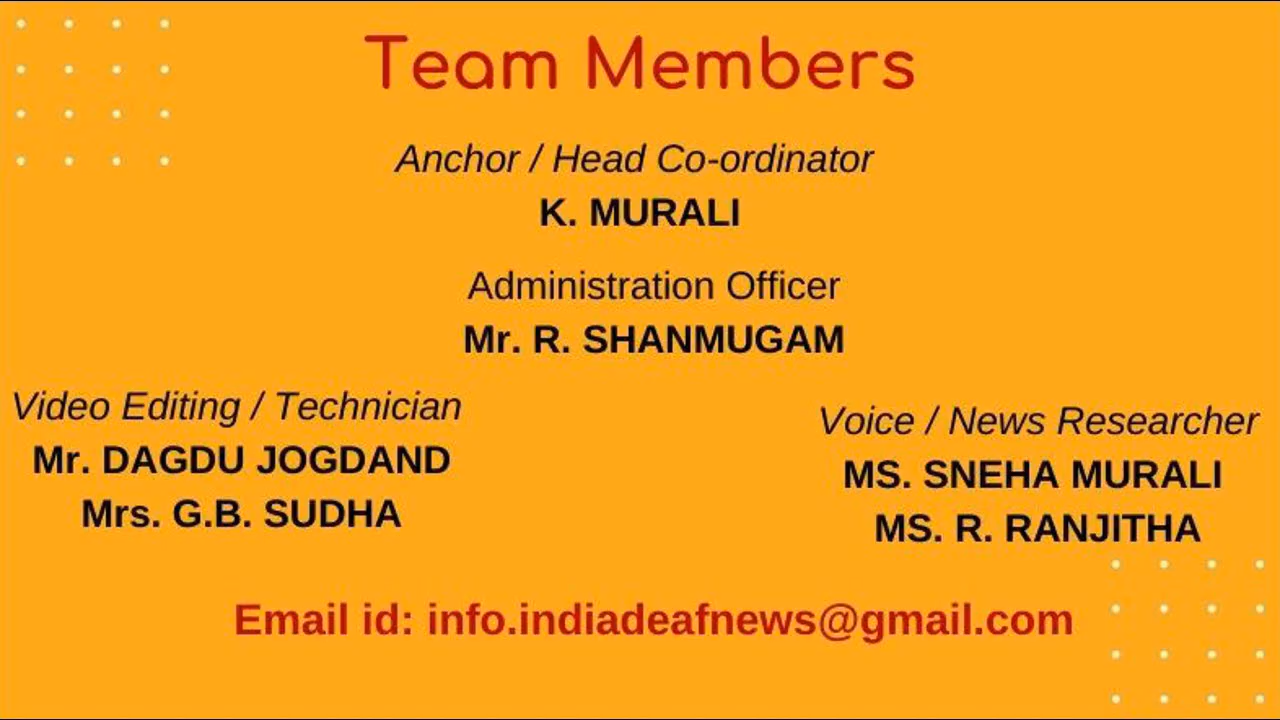 Team Members
Anchor / Head Co-ordinator
K. MURALI
Administration Officer
Mr. R. SHANMUGAM
Video Editing / Technician
Mr. DAGDU JOGDAND
Mrs. G.B. SUDHA
Voice / News Researcher
MS. SNEHA MURALI
MS. R. RANJITHA
Email id: info.indiadeafnews@gmail.com